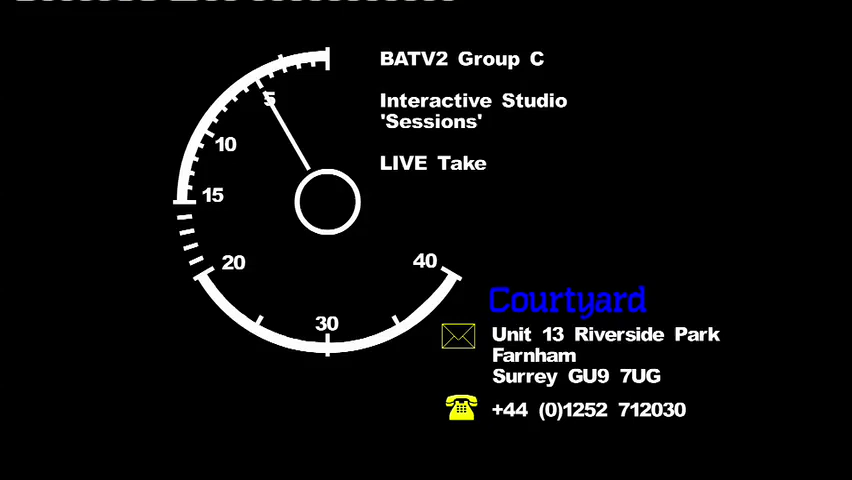 BATV2 Group C
Interactive Studio
'Sessions'
LIVE Take
5
10
15
20
30
40
Courtyard
Unit 13 Riverside Park
Farnham
Surrey GU9 7UG
+44 (0)1252 712030